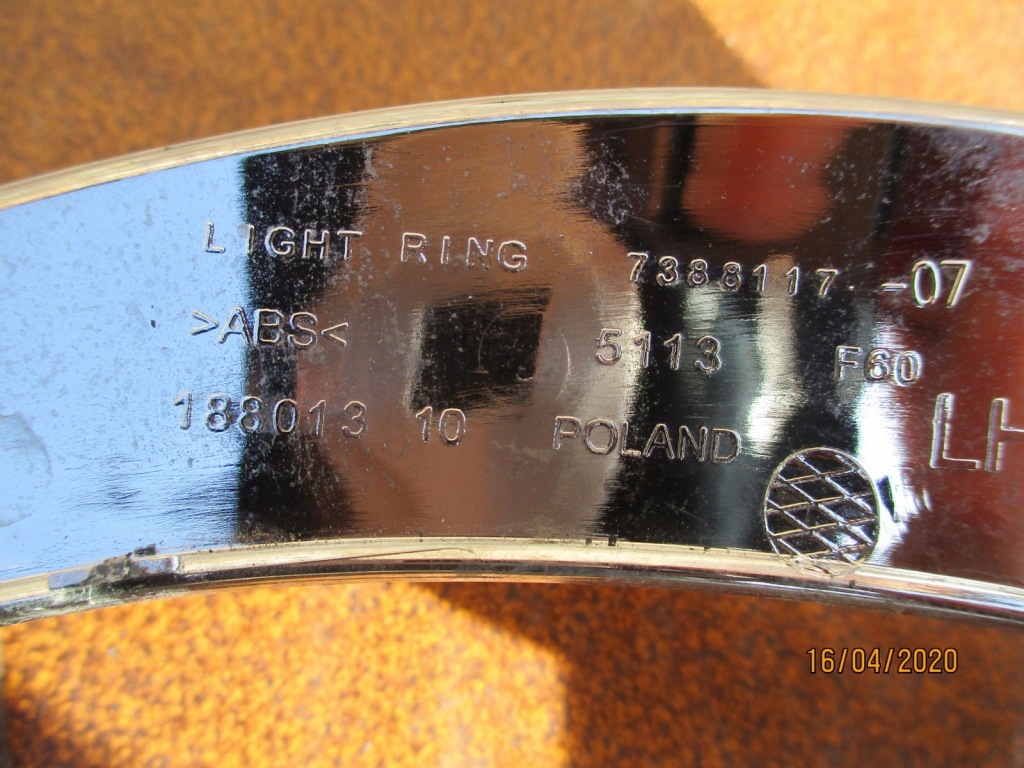 LIGHT RING 7388117 -07
>ABS< 5113 F60
188013 10 POLAND LH
16/04/2020